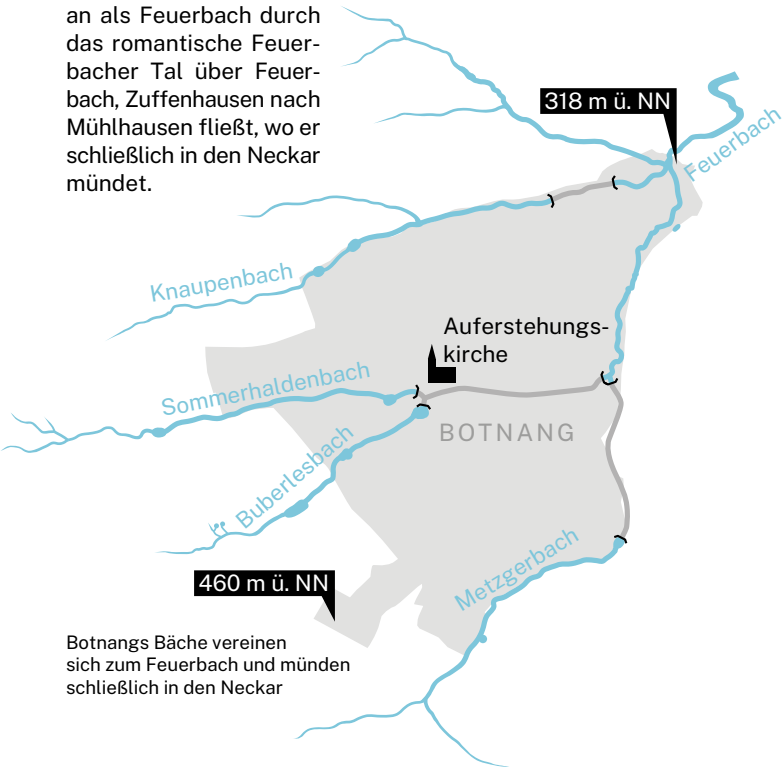 an als Feuerbach durch
das romantische Feuer-
bacher Tal über Feuer-
bach, Zuffenhausen nach
Mühlhausen fließt, wo er
schließlich in den Neckar
mündet.
318 m ü. NN
Feuerbach
Knaupenbach
Auferstehungs-
kirche
Sommerhaldenbach
BOTNANG
Buberlesbach
Metzgerbach
460 m ü. NN
Botnangs Bäche vereinen
sich zum Feuerbach und münden
schließlich in den Neckar